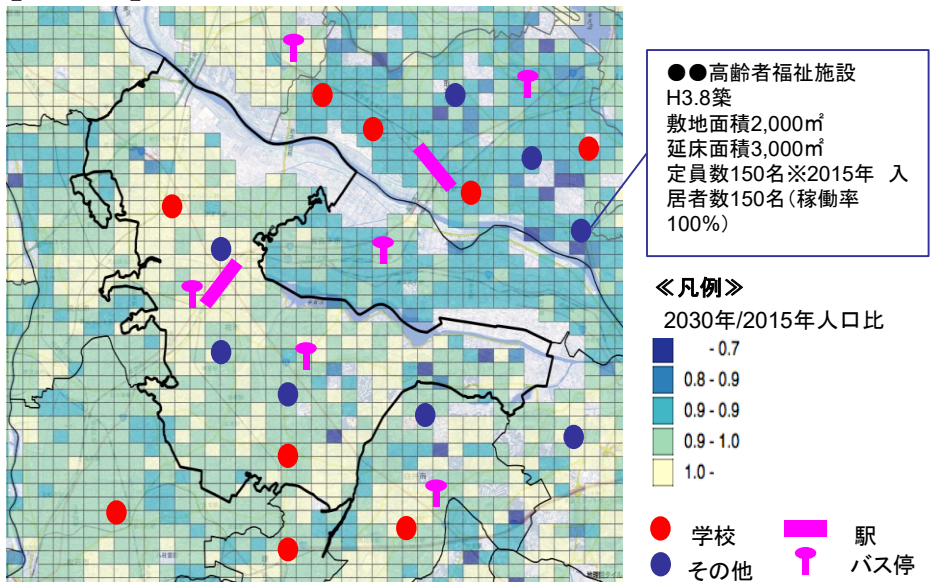 ●●高齢者福祉施設
H3.8築
敷地面積2,000㎡
延床面積3,000㎡
定員数150名※2015年 入
居者数150名(稼働率
100%)
≪凡例≫
2030年/2015年人口比
- 0.7
0.8 - 0.9
0.9 - 0.9
0.9 - 1.0
1.0 -
学校
駅
その他
バス停